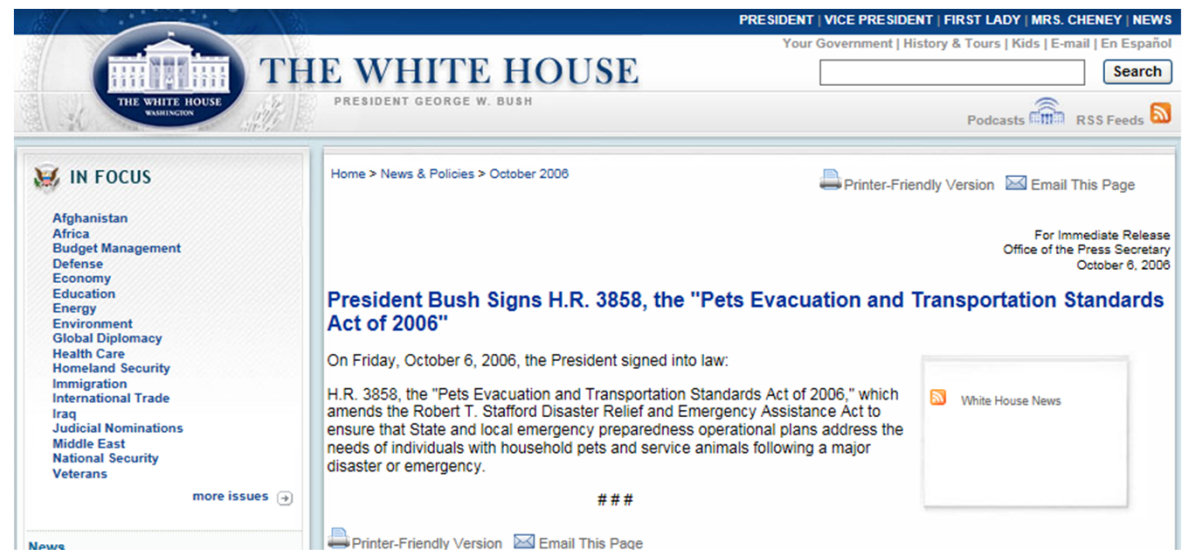 PRESIDENT | VICE PRESIDENT | FIRST LADY | MRS. CHENEY | NEWS
Your Government | History & Tours | Kids | E-mail | En Español
THE WHITE HOUSE
Search
THE WHITE HOUSE
WASHINGTON
PRESIDENT GEORGE W. BUSH
Podcasts RSS Feeds
IN FOCUS
Afghanistan
Africa
Budget Management
Defense
Economy
Education
Energy
Environment
Global Diplomacy
Health Care
Homeland Security
Immigration
International Trade
Iraq
Judicial Nominations
Middle East
National Security
Veterans
more issues
News
Home > News & Policies > October 2006
Printer-Friendly Version Email This Page
For Immediate Release
Office of the Press Secretary
October 6, 2006
President Bush Signs H.R. 3858, the "Pets Evacuation and Transportation Standards
Act of 2006"
On Friday, October 6, 2006, the President signed into law:
H.R. 3858, the "Pets Evacuation and Transportation Standards Act of 2006," which
amends the Robert T. Stafford Disaster Relief and Emergency Assistance Act to
ensure that State and local emergency preparedness operational plans address the
needs of individuals with household pets and service animals following a major
disaster or emergency.
# # #
White House News
Printer-Friendly Version Email This Page